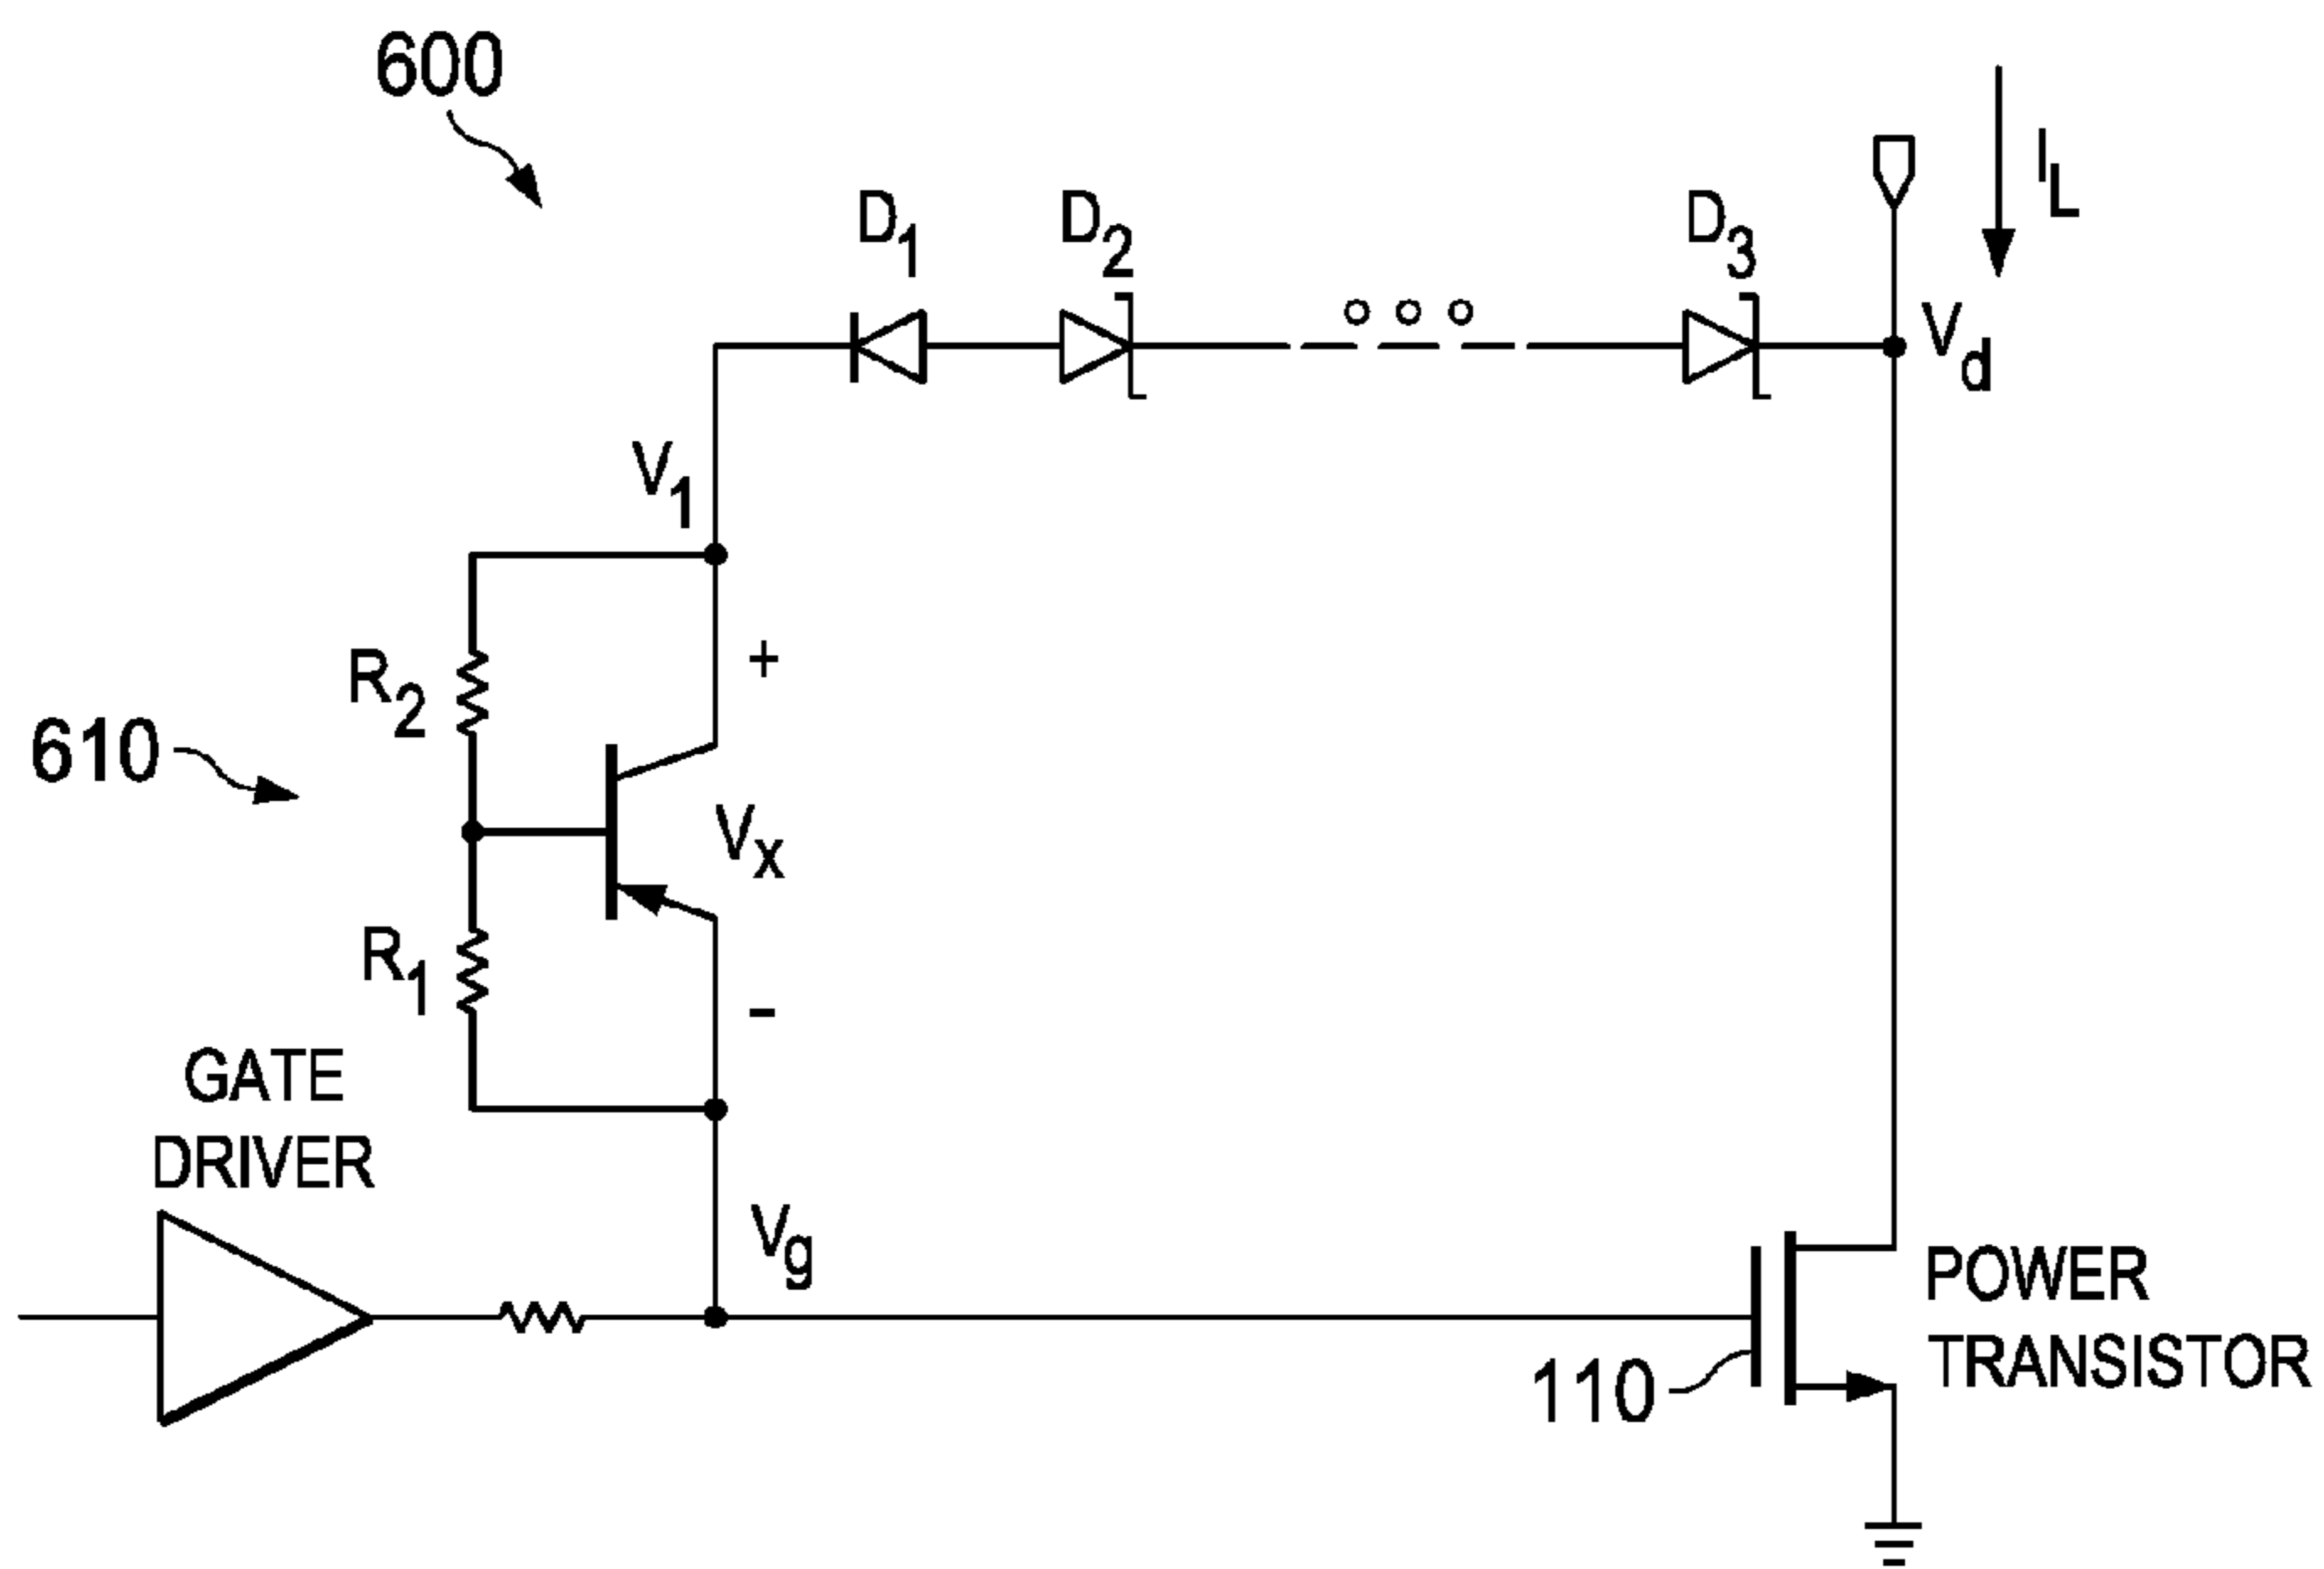 600
D1
D2
D3
IL
Vd
V1
+
R2
610
Vx
R1
-
GATE
DRIVER
Vg
POWER
TRANSISTOR
110